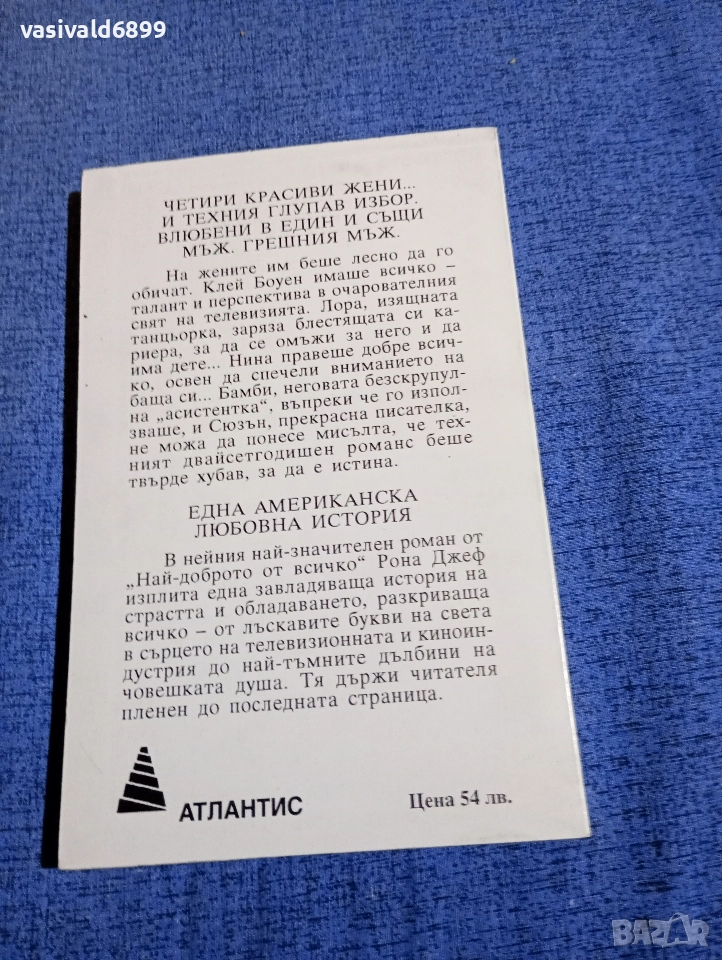 vasivald6899
ЧЕТИРИ КРАСИВИ ЖЕНИ...
И ТЕХНИЯ ГЛУПАВ ИЗБОР.
ВЛЮБЕНИ В ЕДИН И СЪЩИ
МЪЖ. ГРЕШНИЯ МЪЖ.
На жените им беше лесно да го
обичат. Клей Боуен имаше всичко –
талант и перспектива в очарователния
свят на телевизията. Лора, изящната
танцьорка, заряза блестящата си ка-
риера, за да се омъжи за него и да
има дете... Нина правеше добре всич-
ко, освен да спечели вниманието на
баща си... Бамби, неговата безскрупул-
на „асистентка“, въпреки че го изпол-
зваше, и Сюзън, прекрасна писателка,
не можа да понесе мисълта, че тех-
ният двайсетгодишен романс беше
твърде хубав, за да е истина.
ЕДНА АМЕРИКАНСКА
ЛЮБОВНА ИСТОРИЯ
В нейния най-значителен роман от
„Най-доброто от всичко“ Рона Джеф
изплита една завладяваща история на
страстта и обладаването, разкриваща
всичко – от лъскавите букви на света
в сърцето на телевизионната и киноин-
дустрия до най-тъмните дълбини на
човешката душа. Тя държи читателя
пленен до последната страница.
АТЛАНТИС
Цена 54 лв.
BAZAR